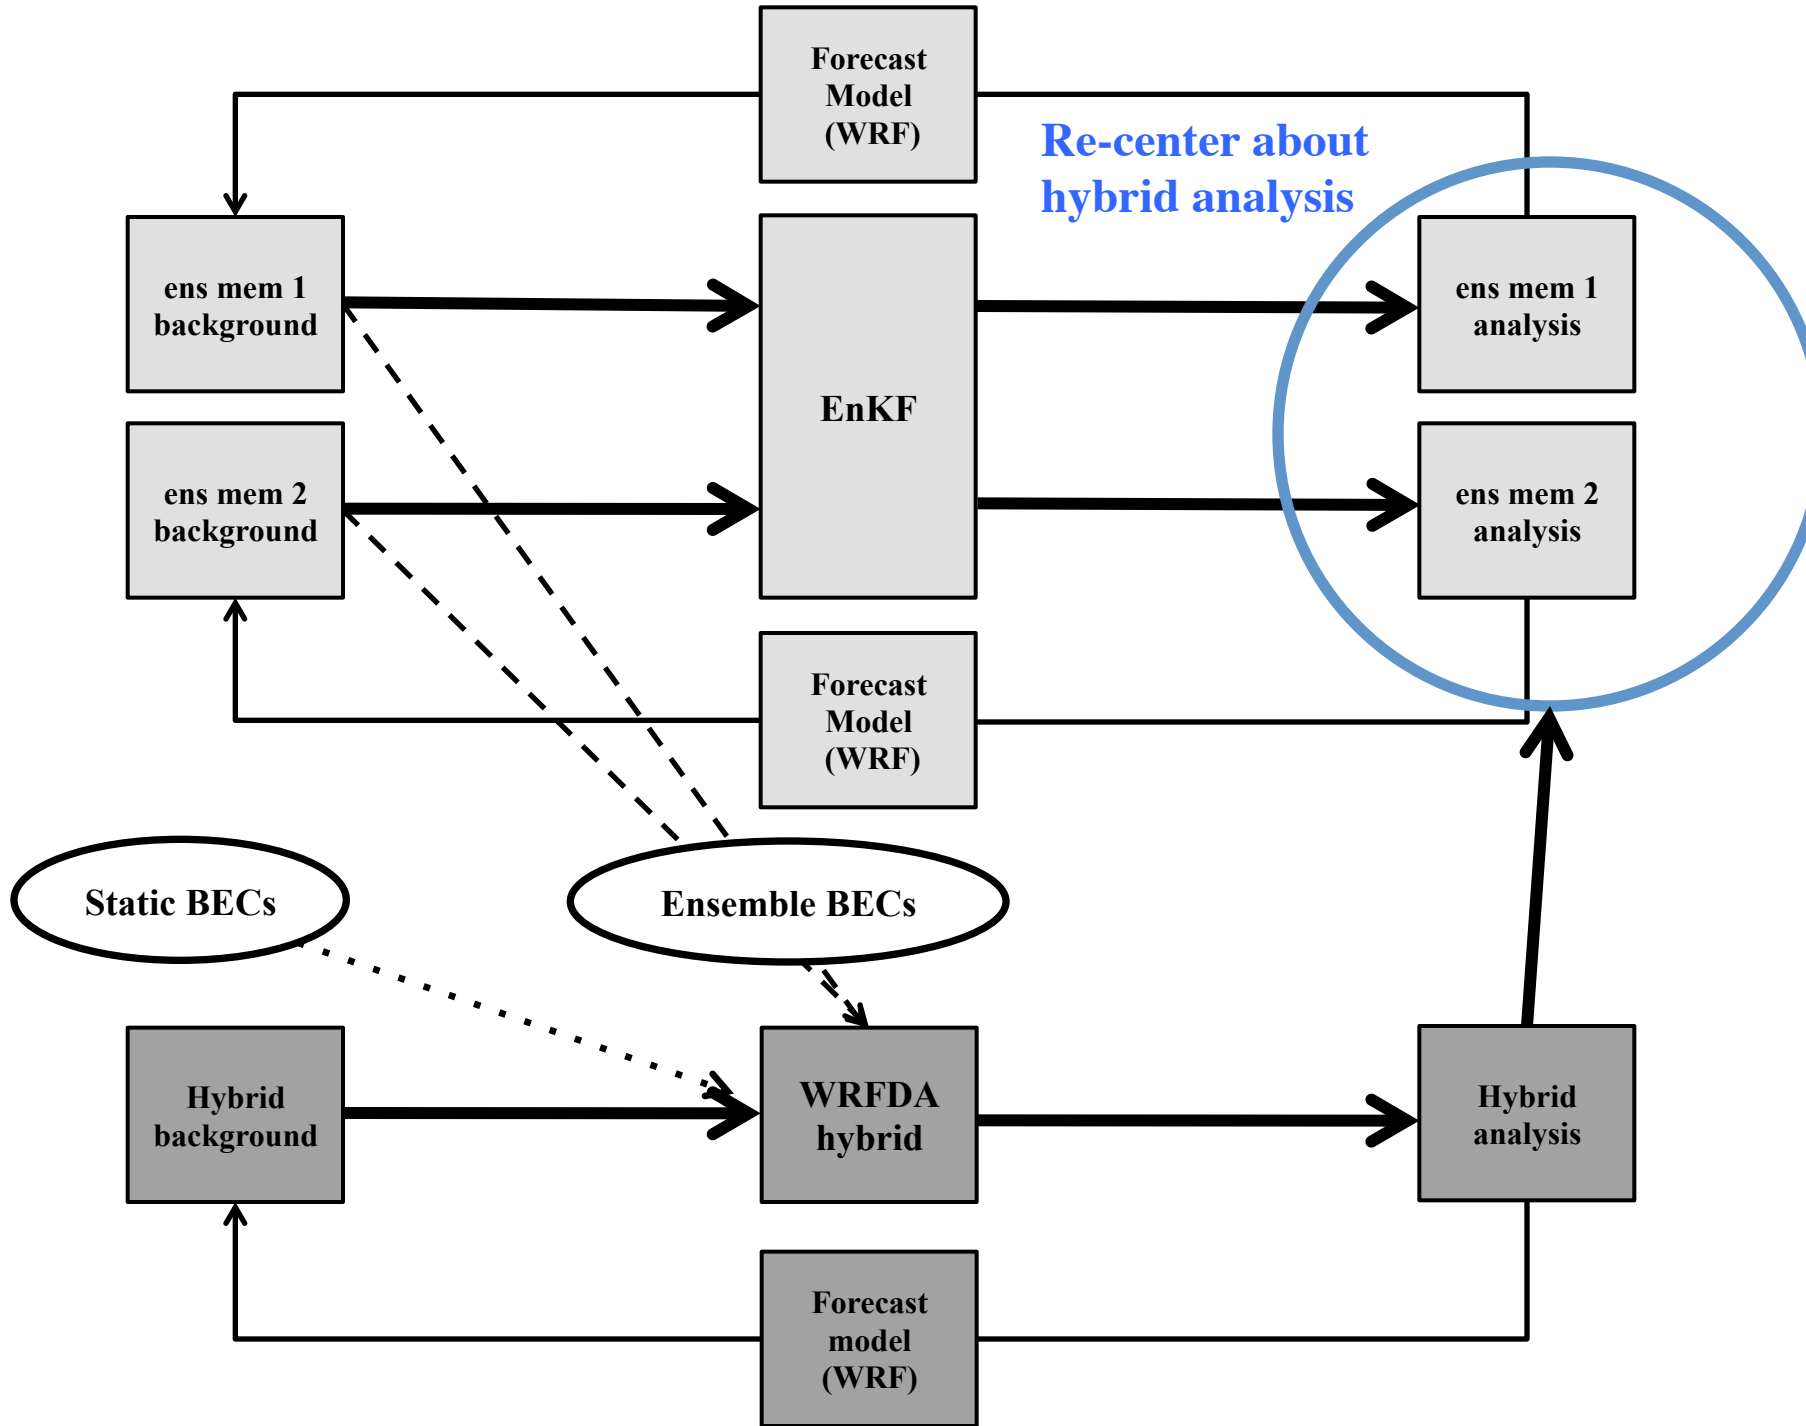 Forecast
Model
(WRF)
Re-center about
hybrid analysis
ens mem 1
background
EnKF
ens mem 1
analysis
ens mem 2
background
ens mem 2
analysis
Forecast
Model
(WRF)
Static BECs
Ensemble BECs
Hybrid
background
WRFDA
hybrid
Hybrid
analysis
Forecast
model
(WRF)